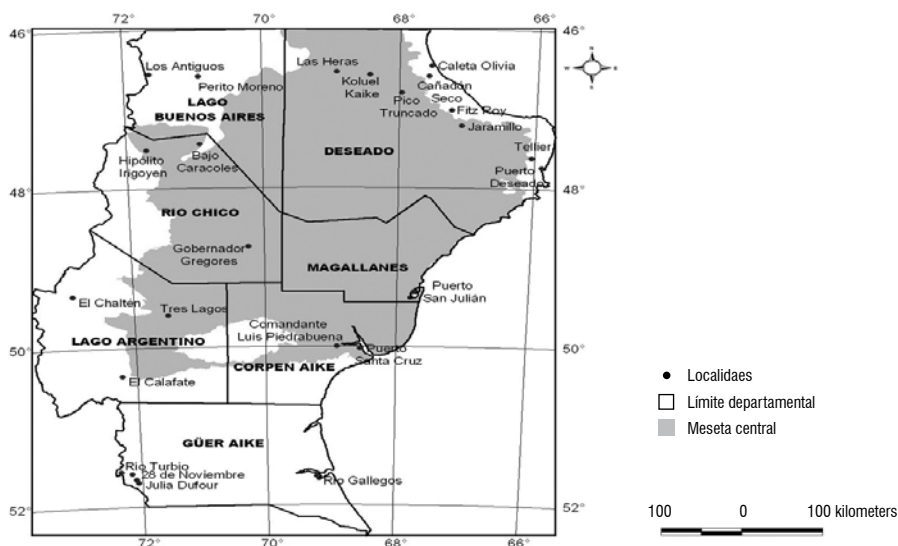 72° 70° 68° 66°
46° 46°
Las Heras
Caleta Olivia
Los Antiguos
Koluel
Kaike
Perito Moreno
Cañadón
Seco
Pico
Truncado
LAGO
BUENOS AIRES
Fitz Roy
Jaramillo
Hipólito
Irigoyen
Bajo
Caracoles
DESEADO
Tellier
Puerto
Deseado
48° 48°
RIO CHICO
Gobernador
Gregores
MAGALLANES
Puerto
San Julián
El Chaltén
Tres Lagos
Comandante
Luis Piedrabuena
LAGO ARGENTINO
50° 50°
Puerto
Santa Cruz
CORPEN AIKE
El Calafate
GÜER AIKE
Río Turbio
28 de Noviembre
Julia Dufour
Río Gallegos
52° 52°
72° 70° 68° 66°
Localidaes
Límite departamental
Meseta central
100 0 100 kilometers